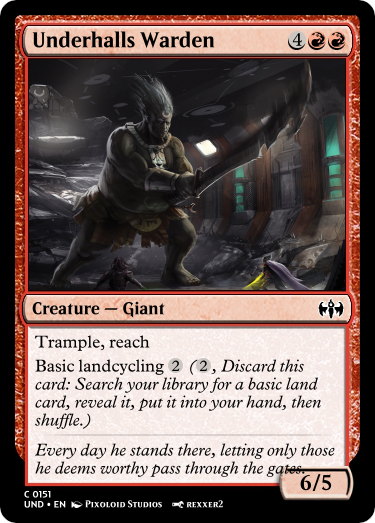 Underhalls Warden 4
Creature — Giant
Trample, reach
Basic landcycling 2 (2, Discard this
card: Search your library for a basic land
card, reveal it, put it into your hand, then
shuffle.)
Every day he stands there, letting only those
he deems worthy pass through the gates.
6/5
C 0151
UND • EN Pixoloid Studios rexxer2